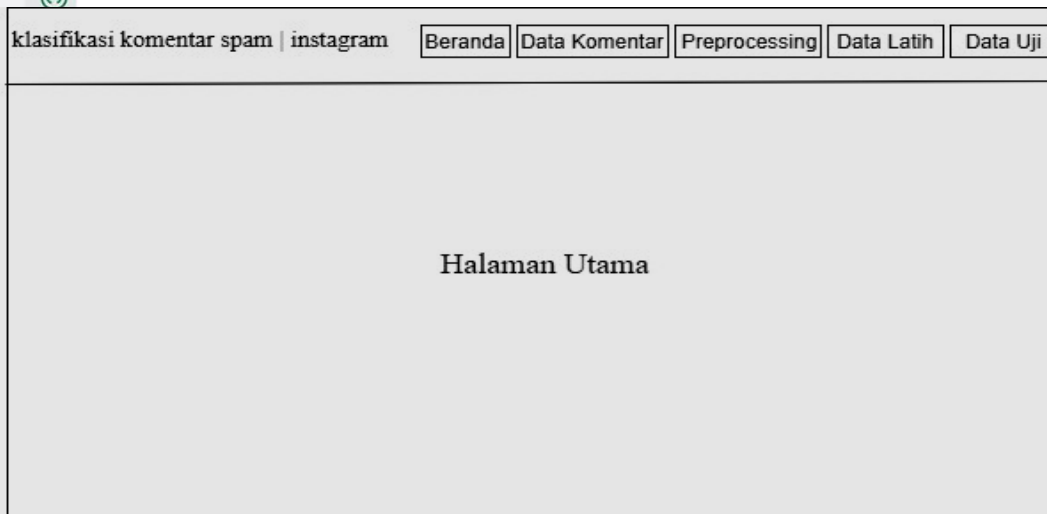 klasifikasi komentar spam | instagram Beranda Data Komentar Preprocessing Data Latih Data Uji
Halaman Utama